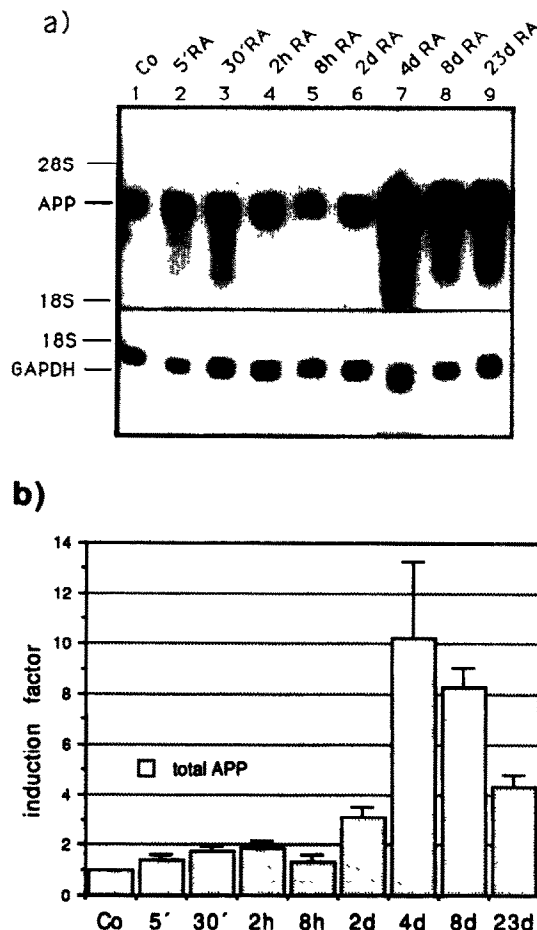 a)
Co 5´RA 30´RA 2h RA 8h RA 2d RA 4d RA 8d RA 23d RA
1 2 3 4 5 6 7 8 9
28S
APP
18S
18S
GAPDH
b)
14
12
10
8
6
4
2
0
induction factor
total APP
Co 5´ 30´ 2h 8h 2d 4d 8d 23d